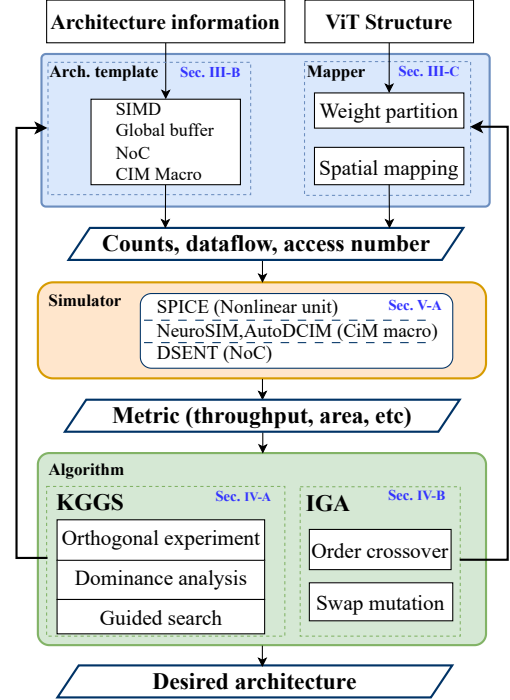 Architecture information
ViT Structure
Arch. template
Sec. III-B
SIMD
Global buffer
NoC
CIM Macro
Mapper
Sec. III-C
Weight partition
Spatial mapping
Counts, dataflow, access number
Simulator
SPICE (Nonlinear unit)
Sec. V-A
NeuroSIM,AutoDCIM (CiM macro)
DSENT (NoC)
Metric (throughput, area, etc)
Algorithm
KGGS
Sec. IV-A
Orthogonal experiment
Dominance analysis
Guided search
IGA
Sec. IV-B
Order crossover
Swap mutation
Desired architecture